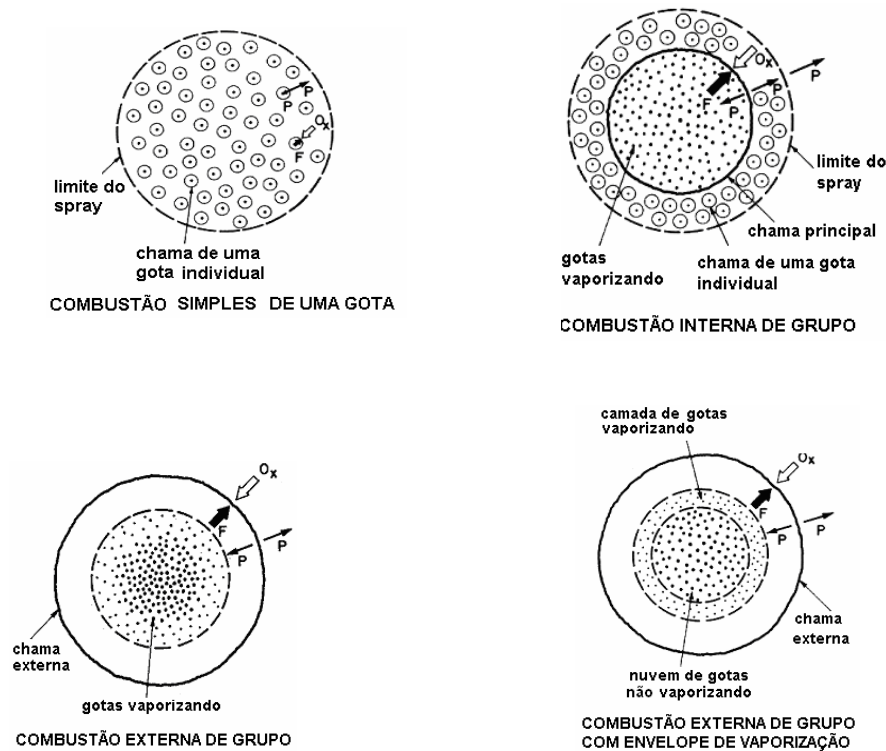 Oₓ
P
P
F
limite do
spray
chama de uma
gota individual
COMBUSTÃO SIMPLES DE UMA GOTA
Oₓ
P
F
P
limite do
spray
chama principal
gotas
vaporizando
chama de uma gota
individual
COMBUSTÃO INTERNA DE GRUPO
Oₓ
F
P
P
chama
externa
gotas vaporizando
COMBUSTÃO EXTERNA DE GRUPO
camada de gotas
vaporizando
Oₓ
F
P
P
chama
externa
nuvem de gotas
não vaporizando
COMBUSTÃO EXTERNA DE GRUPO
COM ENVELOPE DE VAPORIZAÇÃO